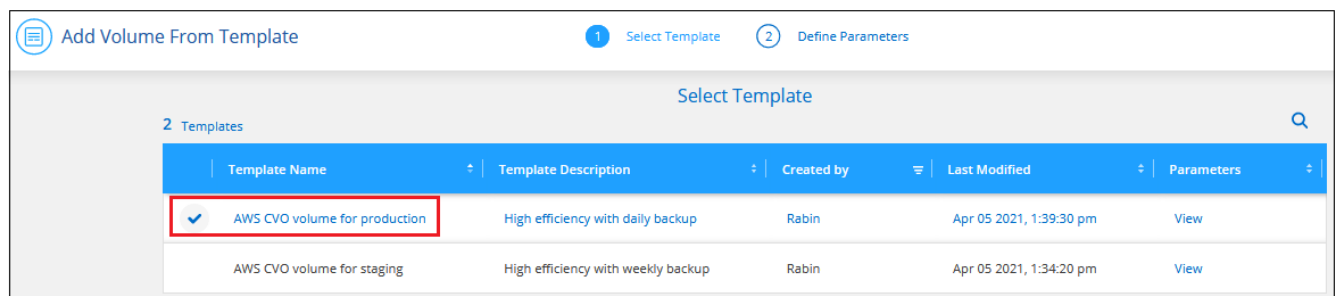 Add Volume From Template
1 Select Template 2 Define Parameters
Select Template
2 Templates
Template Name Template Description Created by Last Modified Parameters
AWS CVO volume for production High efficiency with daily backup Rabin Apr 05 2021, 1:39:30 pm View
AWS CVO volume for staging High efficiency with weekly backup Rabin Apr 05 2021, 1:34:20 pm View